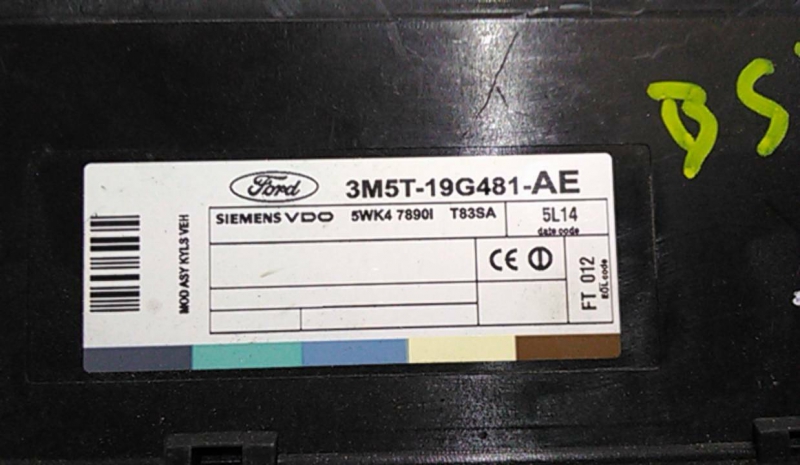 Ford 3M5T-19G481-AE
SIEMENS VDO 5WK4 7890I T83SA 5L14
date code
MOD ASY KYLS VEH
CE
FT 012
EOL code